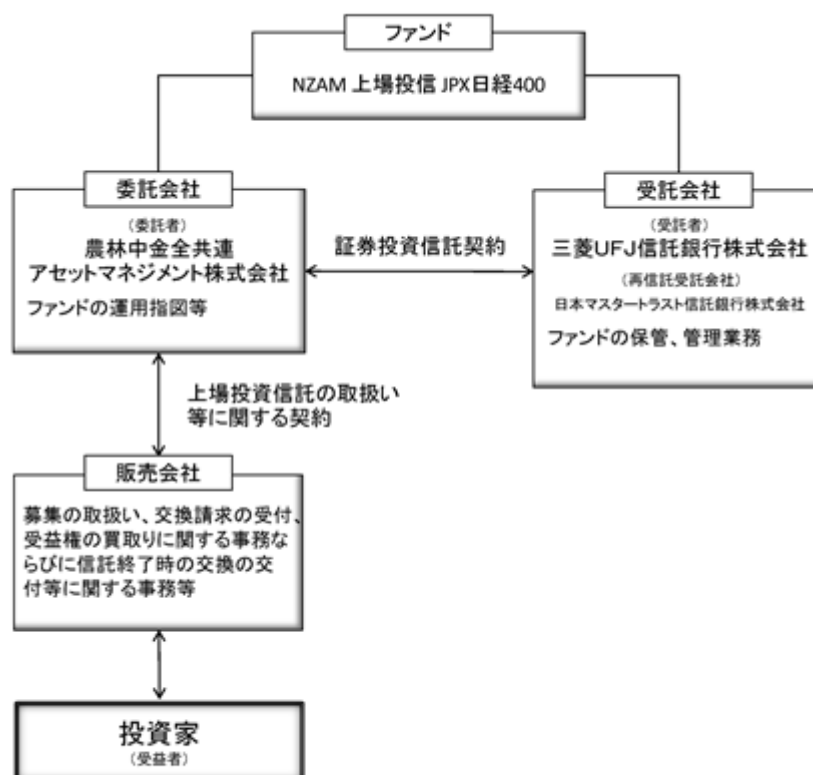 ファンド
NZAM 上場投信 JPX日経400
委託会社
（委託者）
農林中金全共連
アセットマネジメント株式会社
ファンドの運用指図等
証券投資信託契約
受託会社
（受託者）
三菱UFJ信託銀行株式会社
（再信託受託会社）
日本マスタートラスト信託銀行株式会社
ファンドの保管、管理業務
上場投資信託の取扱い
等に関する契約
販売会社
募集の取扱い、交換請求の受付、
受益権の買取りに関する事務な
らびに信託終了時の交換の交
付等に関する事務等
投資家
（受益者）